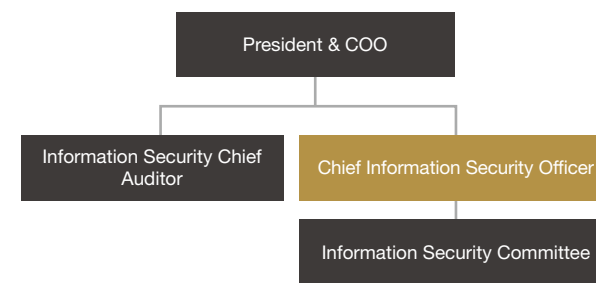 President & COO
Information Security Chief
Auditor
Chief Information Security Officer
Information Security Committee